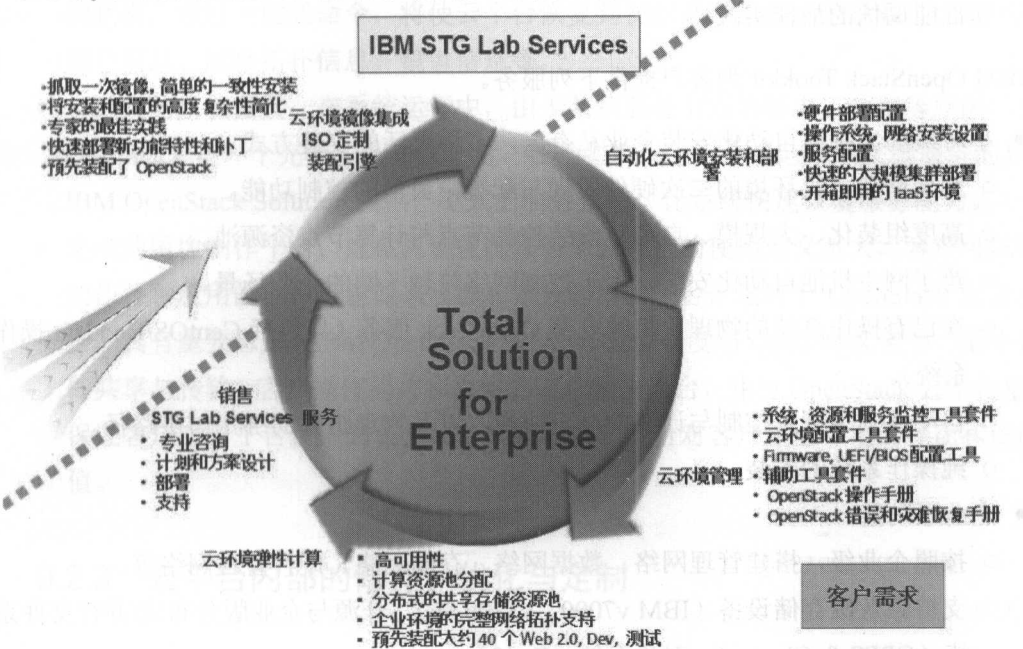 IBM STG Lab Services
•抓取一次镜像，简单的一致性安装
•将安装和配置的高度复杂性简化
•专家的最佳实践
•快速部署新功能特性和补丁
•预先装配了 OpenStack
云环境镜像集成
ISO 定制
装配引擎
自动化云环境安装和部
署
•硬件部署配置
•操作系统, 网络安装设置
•服务配置
•快速的大规模集群部署
•开箱即用的 IaaS 环境
Total
Solution
for
Enterprise
销售
STG Lab Services 服务
• 专业咨询
• 计划和方案设计
• 部署
• 支持
云环境管理
• 系统、资源和服务监控工具套件
• 云环境配置工具套件
• Firmware, UEFI/BIOS 配置工具
• 辅助工具套件
• OpenStack 操作手册
• OpenStack 错误和灾难恢复手册
云环境弹性计算
• 高可用性
• 计算资源池分配
• 分布式的共享存储资源池
• 企业环境的完整网络拓扑支持
• 预先装配大约 40 个 Web 2.0, Dev, 测试
客户需求